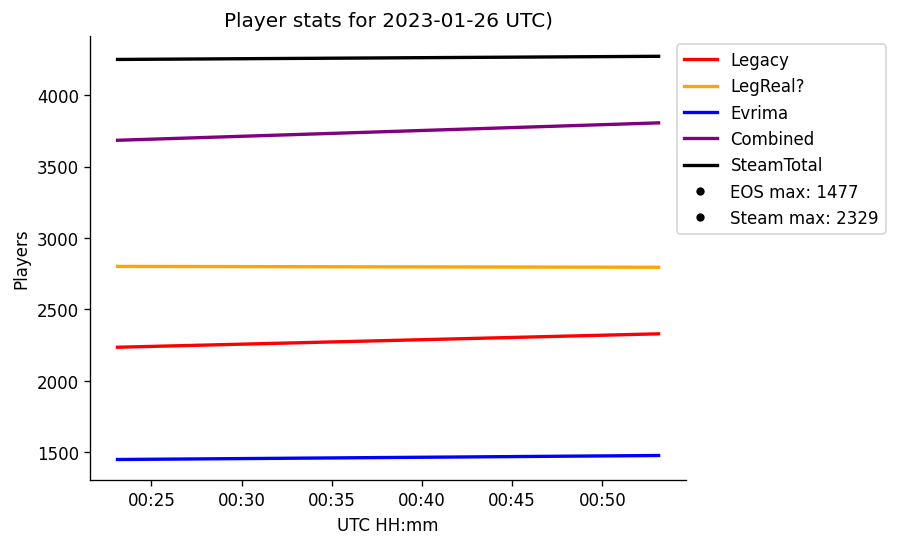 Player stats for 2023-01-26 UTC)
Players
4000
3500
3000
2500
2000
1500
00:25 00:30 00:35 00:40 00:45 00:50
UTC HH:mm
Legacy
LegReal?
Evrima
Combined
SteamTotal
EOS max: 1477
Steam max: 2329